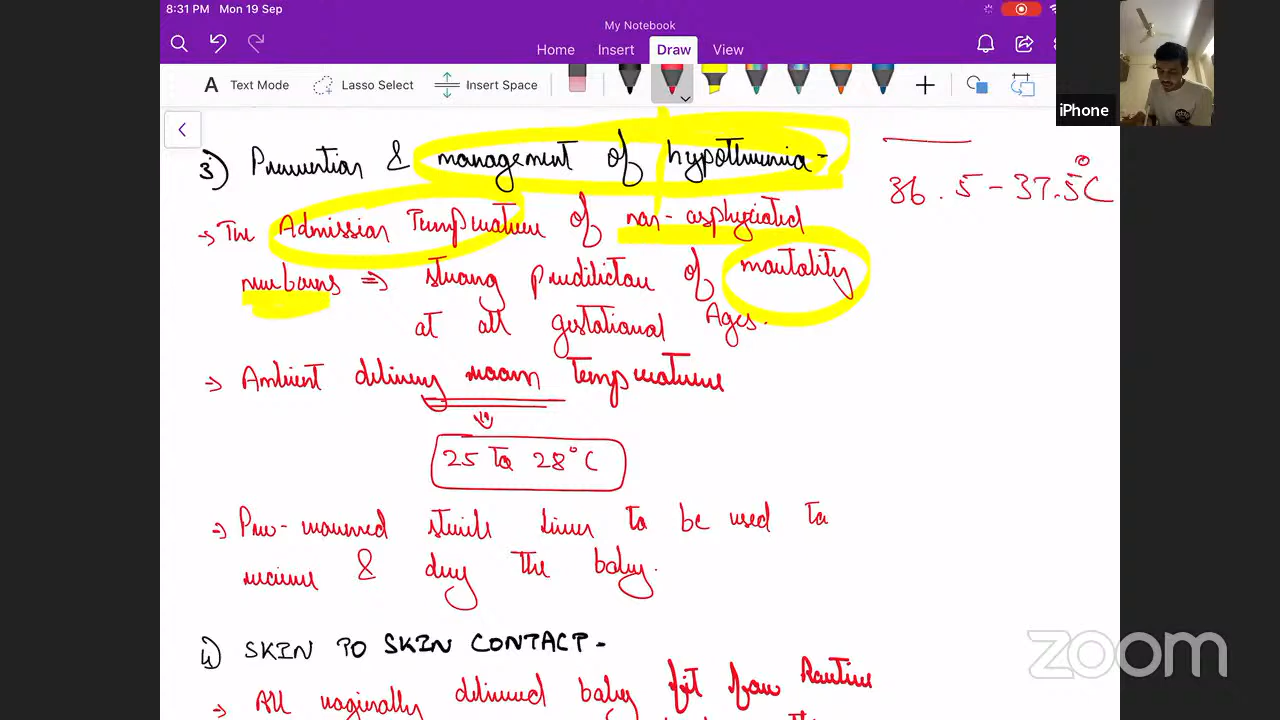 8:31 PM Mon 19 Sep
My Notebook
Home Insert Draw View
Text Mode Lasso Select Insert Space
iPhone
3) Prevention & management of hypothermia -
36.5 - 37.5°C
→ The Admission Temperature of non-asphyxiated
newborns ⇒ strong prediction of mortality
at all gestational Ages.
→ Ambient delivery room temperature
25 to 28°C
→ Pre-warmed sterile linen to be used to
receive & dry the baby.
4) SKIN TO SKIN CONTACT -
→ All vaginally delivered baby fit for Routine
zoom